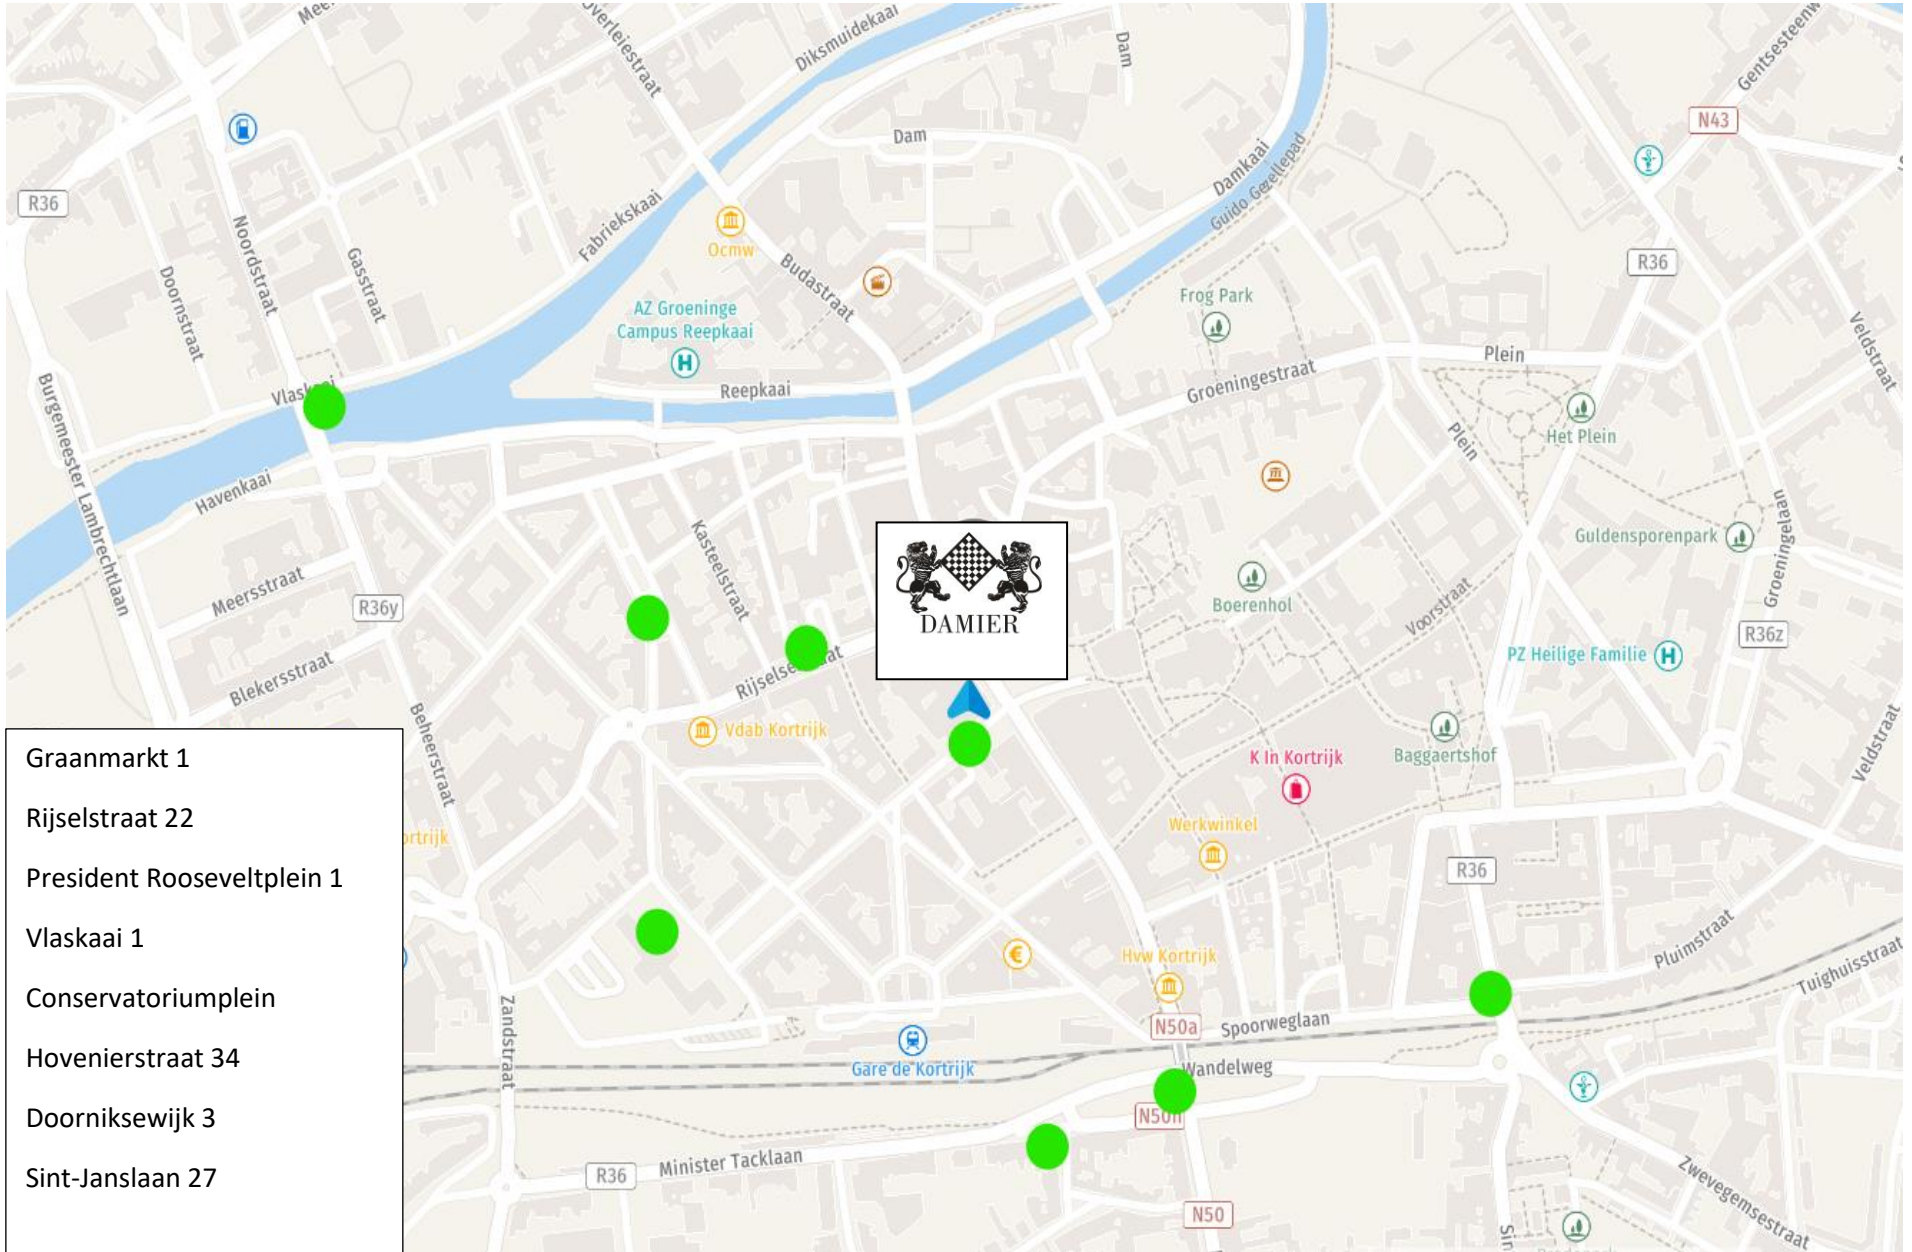 Overleiestraat
Diksmuidekaai
Dam
Gentsesteenw
N43
Dam
R36
Noordstraat
Fabriekskaai
Damkaai
Guido Gezellepad
Gasstraat
Doornstraat
Ocmw
Budastraat
R36
AZ Groeninge
Campus Reepkaai
Frog Park
Veldstraat
Burgemeester Lambrechtlaan
Reepkaai
Groeningestraat
Plein
Plein
Het Plein
Havenkaai
Kasteelstraat
Guldensporenpark
Groeningelaan
Meersstraat
R36y
DAMIER
Boerenhol
Voorstraat
R36z
PZ Heilige Familie
Blekersstraat
Vdab Kortrijk
Beheerstraat
K In Kortrijk
Baggaertshof
Veldstraat
Graanmarkt 1
Rijselstraat 22
President Rooseveltplein 1
Vlaskaai 1
Conservatoriumplein
Hovenierstraat 34
Doorniksewijk 3
Sint-Janslaan 27
Werkwinkel
R36
Hvw Kortrijk
Pluimstraat
Tuighuisstraat
Zandstraat
N50a
Spoorweglaan
Gare de Kortrijk
Wandelweg
R36
Minister Tacklaan
Zwevegemsestraat
N50